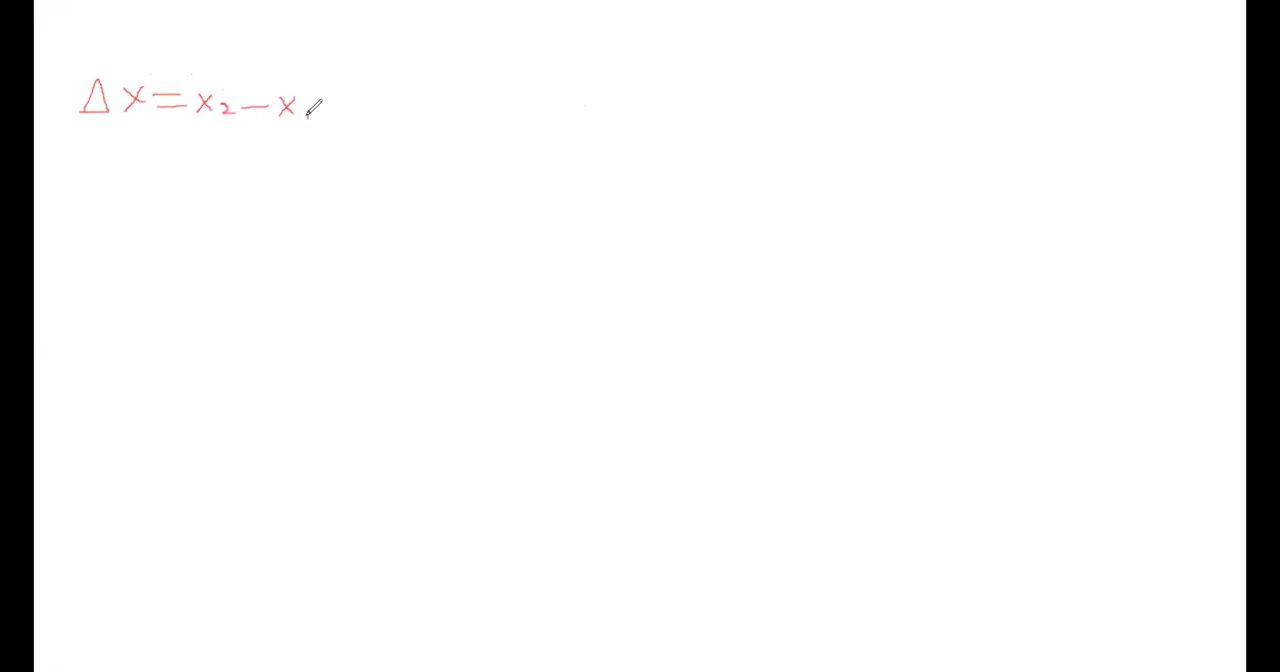 Δx = x₂ - x